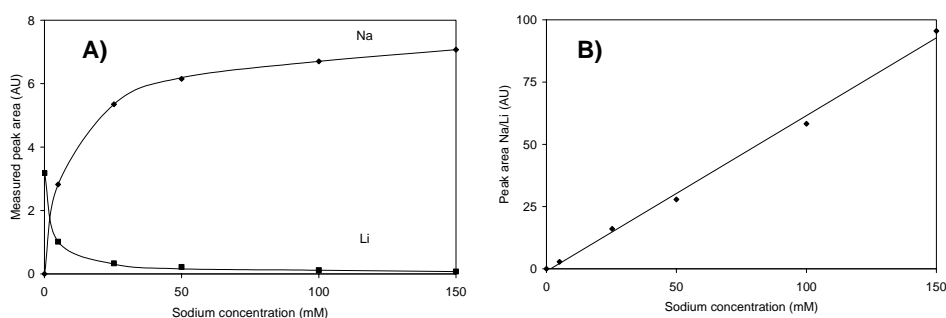 A)
Na
Li
Measured peak area (AU)
8
6
4
2
0
0 50 100 150
Sodium concentration (mM)
B)
Peak area Na/Li (AU)
100
75
50
25
0
0 50 100 150
Sodium concentration (mM)